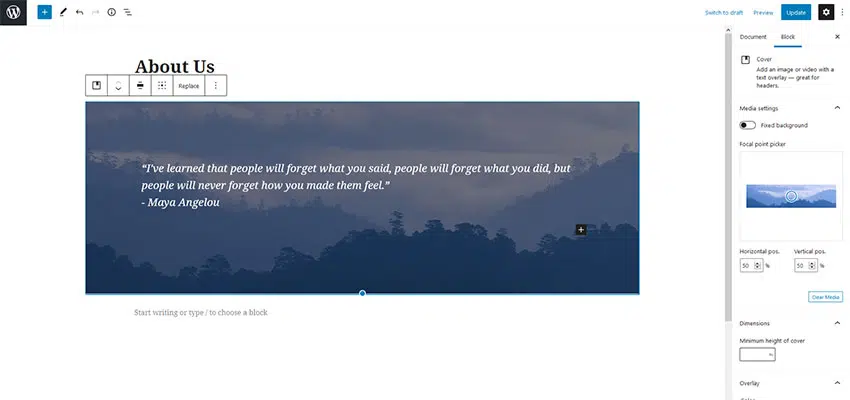 Switch to draft Preview Update
About Us
Replace
“I've learned that people will forget what you said, people will forget what you did, but
people will never forget how you made them feel.”
- Maya Angelou
Start writing or type / to choose a block
Document Block
Cover
Add an image or video with a
text overlay — great for
headers.
Media settings
Fixed background
Focal point picker
Horizontal pos. Vertical pos.
50 % 50 %
Clear Media
Dimensions
Minimum height of cover
Overlay